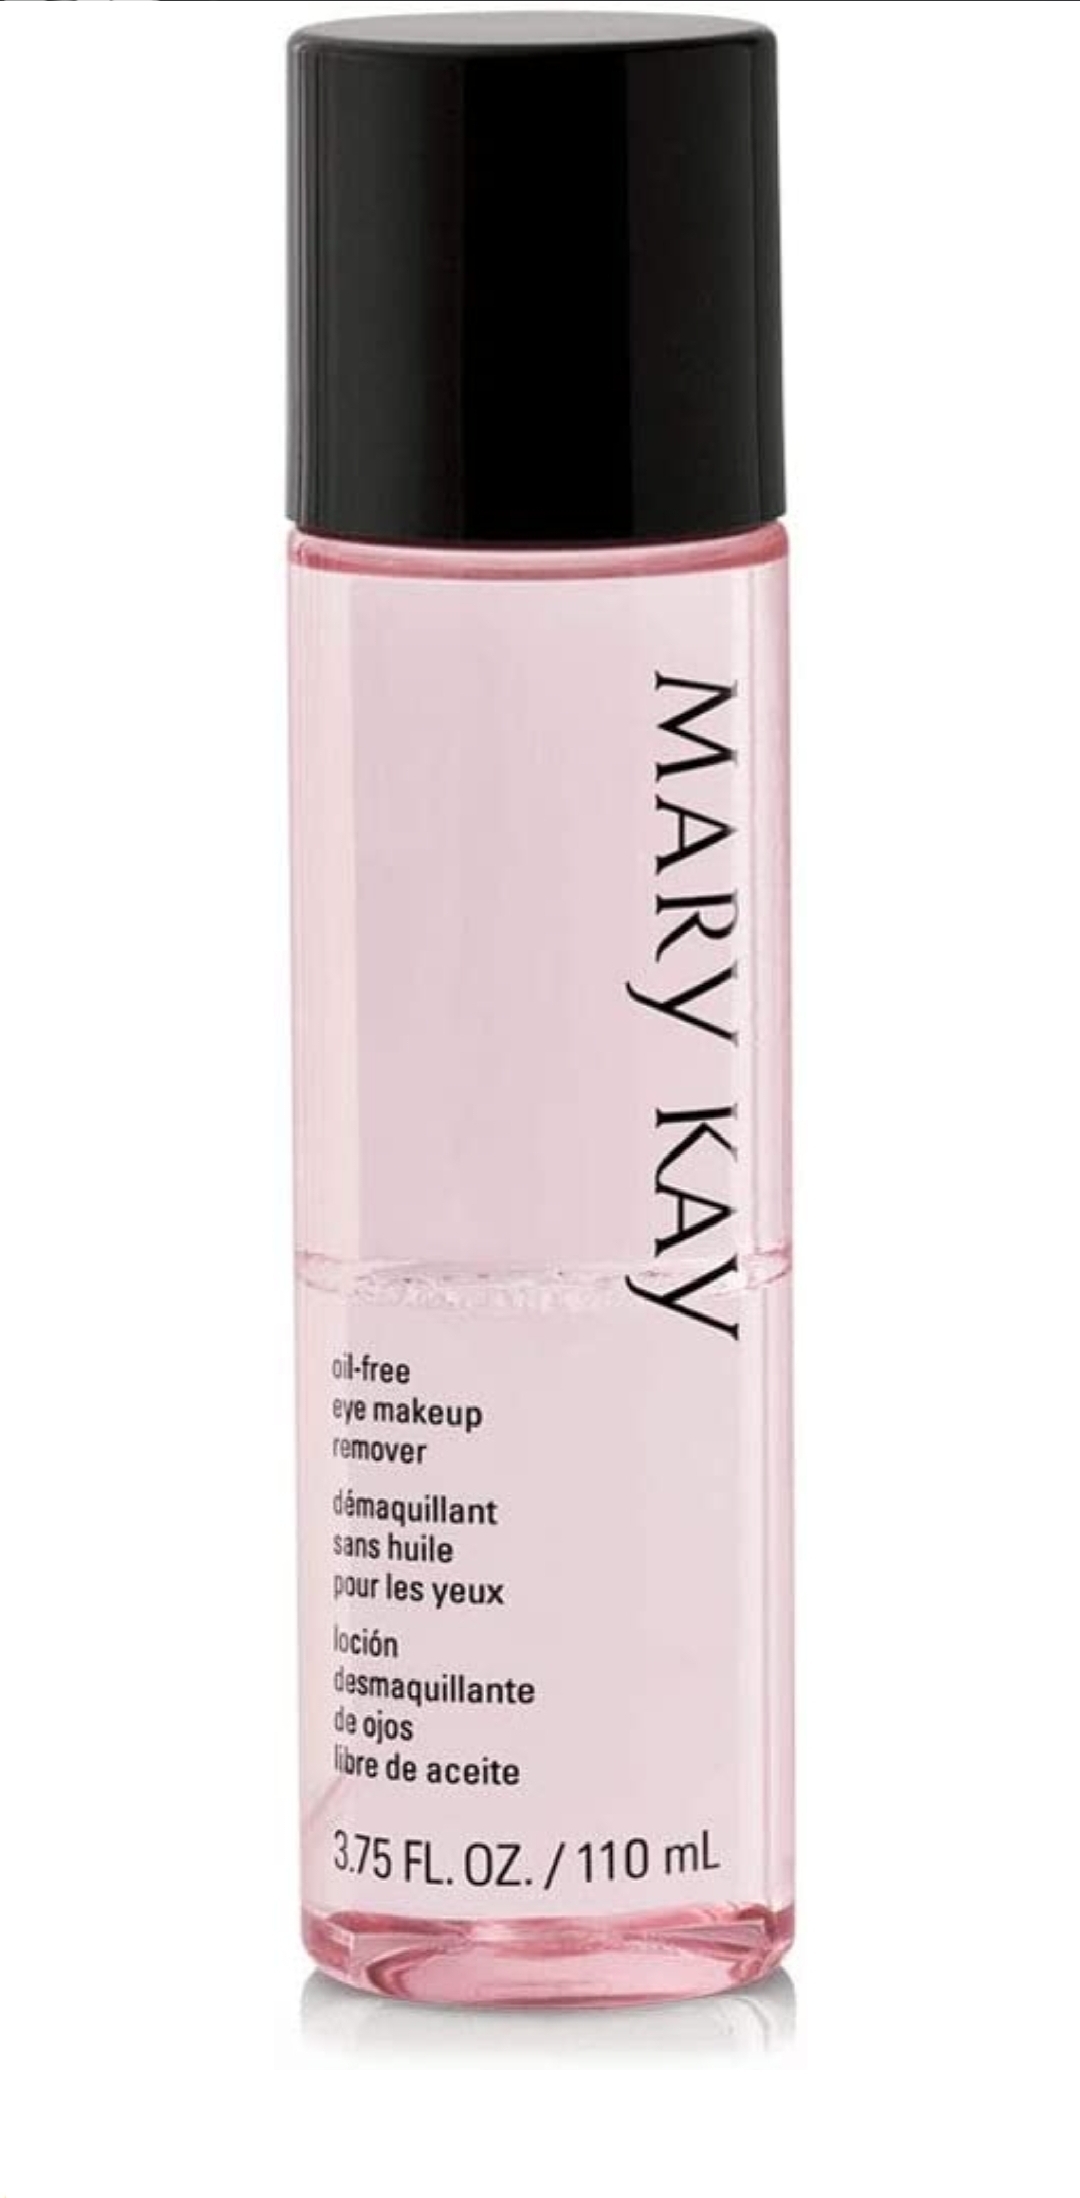 MARY KAY
oil-free
eye makeup
remover
démaquillant
sans huile
pour les yeux
loción
desmaquillante
de ojos
libre de aceite
3.75 FL. OZ. / 110 mL